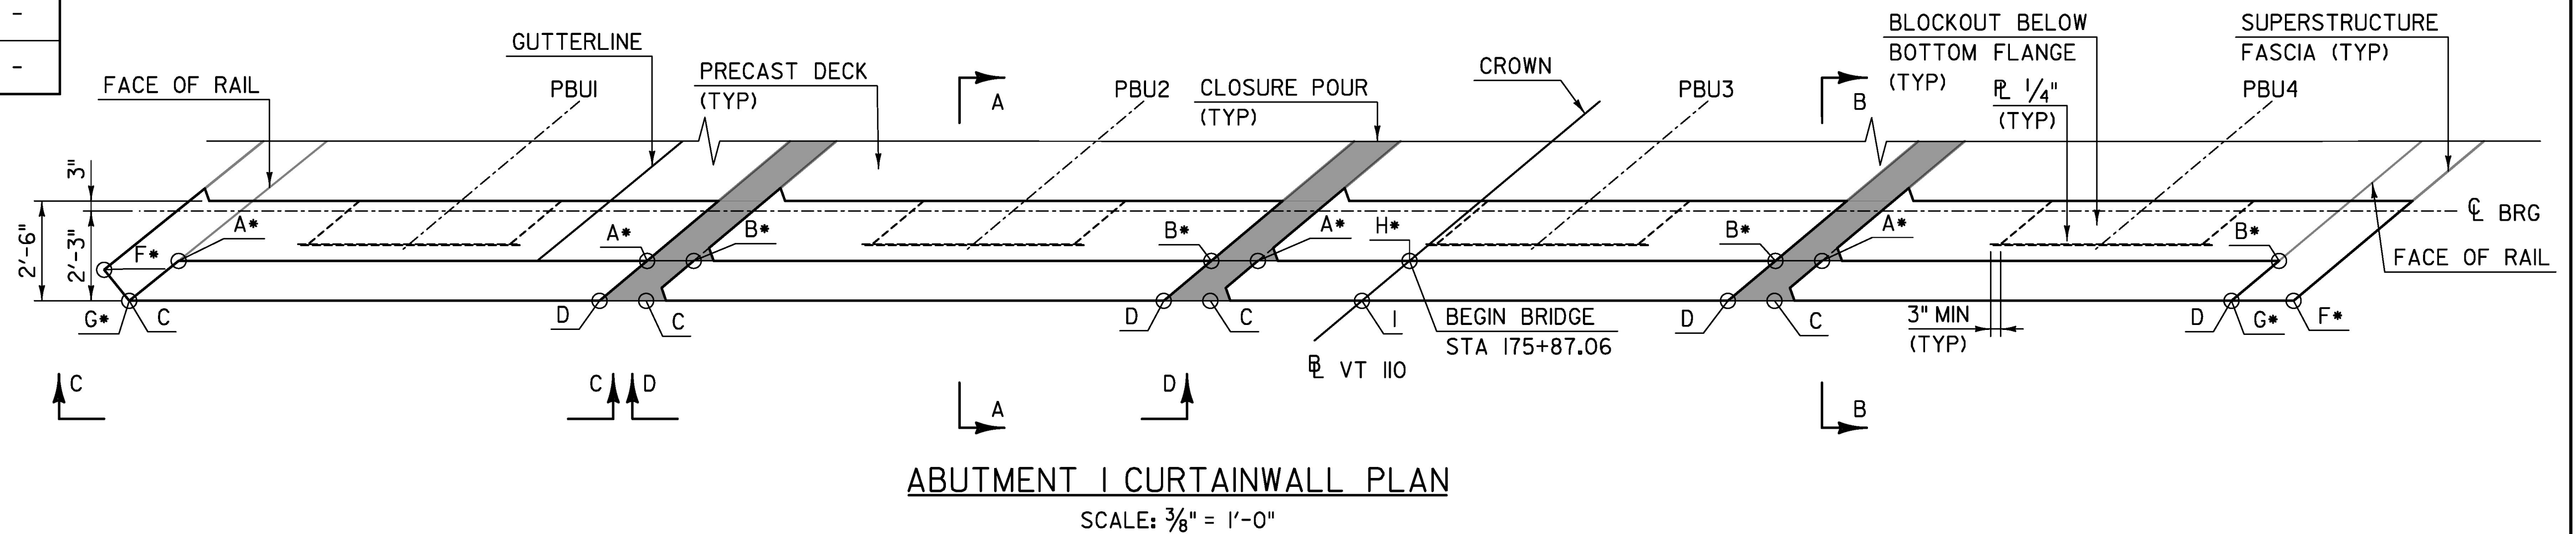 -
-
FACE OF RAIL
GUTTERLINE
PBU1
PRECAST DECK
(TYP)
A
PBU2
CLOSURE POUR
(TYP)
CROWN
PBU3
B
BLOCKOUT BELOW
BOTTOM FLANGE
(TYP)
PL 1/4"
(TYP)
PBU4
SUPERSTRUCTURE
FASCIA (TYP)
3"
2'-6"
2'-3"
F*
A*
A*
B*
B*
A*
H*
B*
A*
B*
CL BRG
FACE OF RAIL
G*
C
D
C
D
C
I
BEGIN BRIDGE
STA 175+87.06
D
C
3" MIN
(TYP)
D
G*
F*
BL VT 110
C
C
D
D
A
B
ABUTMENT 1 CURTAINWALL PLAN
SCALE: 3/8" = 1'-0"